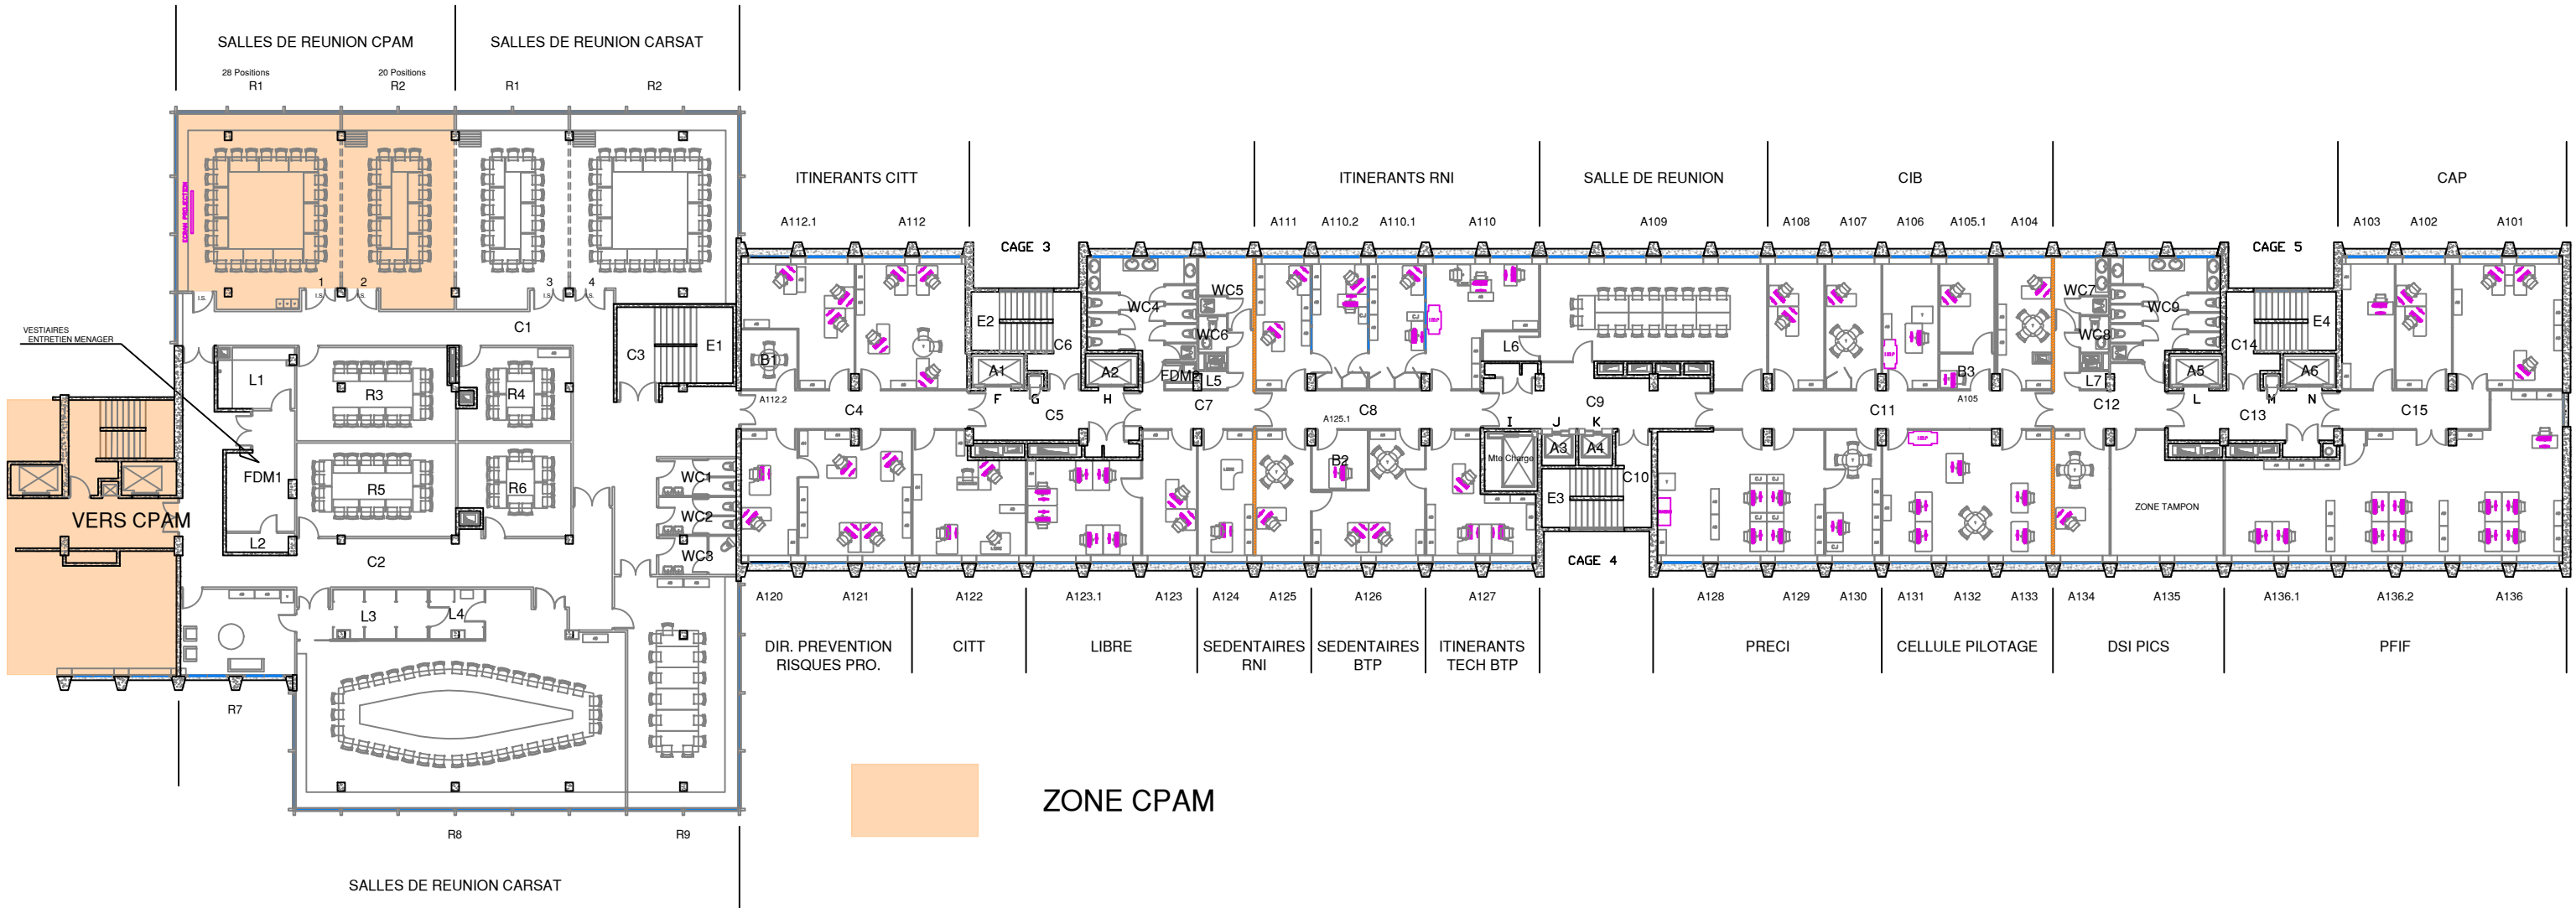 SALLES DE REUNION CPAM
SALLES DE REUNION CARSAT
28 Positions
20 Positions
R1
R2
R1
R2
ECRAN PROJECTION
1
2
3
4
I.S.
I.S.
I.S.
I.S.
I.S.
C1
VESTIAIRES
ENTRETIEN MENAGER
L1
R3
R4
C3
E1
FDM1
R5
R6
L2
VERS CPAM
WC1
WC2
WC3
C2
L3
L4
R7
R8
R9
SALLES DE REUNION CARSAT
ZONE CPAM
ITINERANTS CITT
ITINERANTS RNI
SALLE DE REUNION
CIB
CAP
A112.1
A112
A111
A110.2
A110.1
A110
A109
A108
A107
A106
A105.1
A104
A103
A102
A101
CAGE 3
CAGE 5
B1
E2
C6
A1
A2
WC4
WC5
WC6
L5
L6
WC7
WC8
WC9
L7
E4
C14
A5
A6
B3
A105
A112.2
F
G
H
C4
C5
C7
C8
A125.1
C9
C11
C12
L
M
N
C13
C15
I
J
K
Mte Charge
A3
A4
E3
C10
B2
CAGE 4
ZONE TAMPON
A120
A121
A122
A123.1
A123
A124
A125
A126
A127
A128
A129
A130
A131
A132
A133
A134
A135
A136.1
A136.2
A136
DIR. PREVENTION
RISQUES PRO.
CITT
LIBRE
SEDENTAIRES
RNI
SEDENTAIRES
BTP
ITINERANTS
TECH BTP
PRECI
CELLULE PILOTAGE
DSI PICS
PFIF